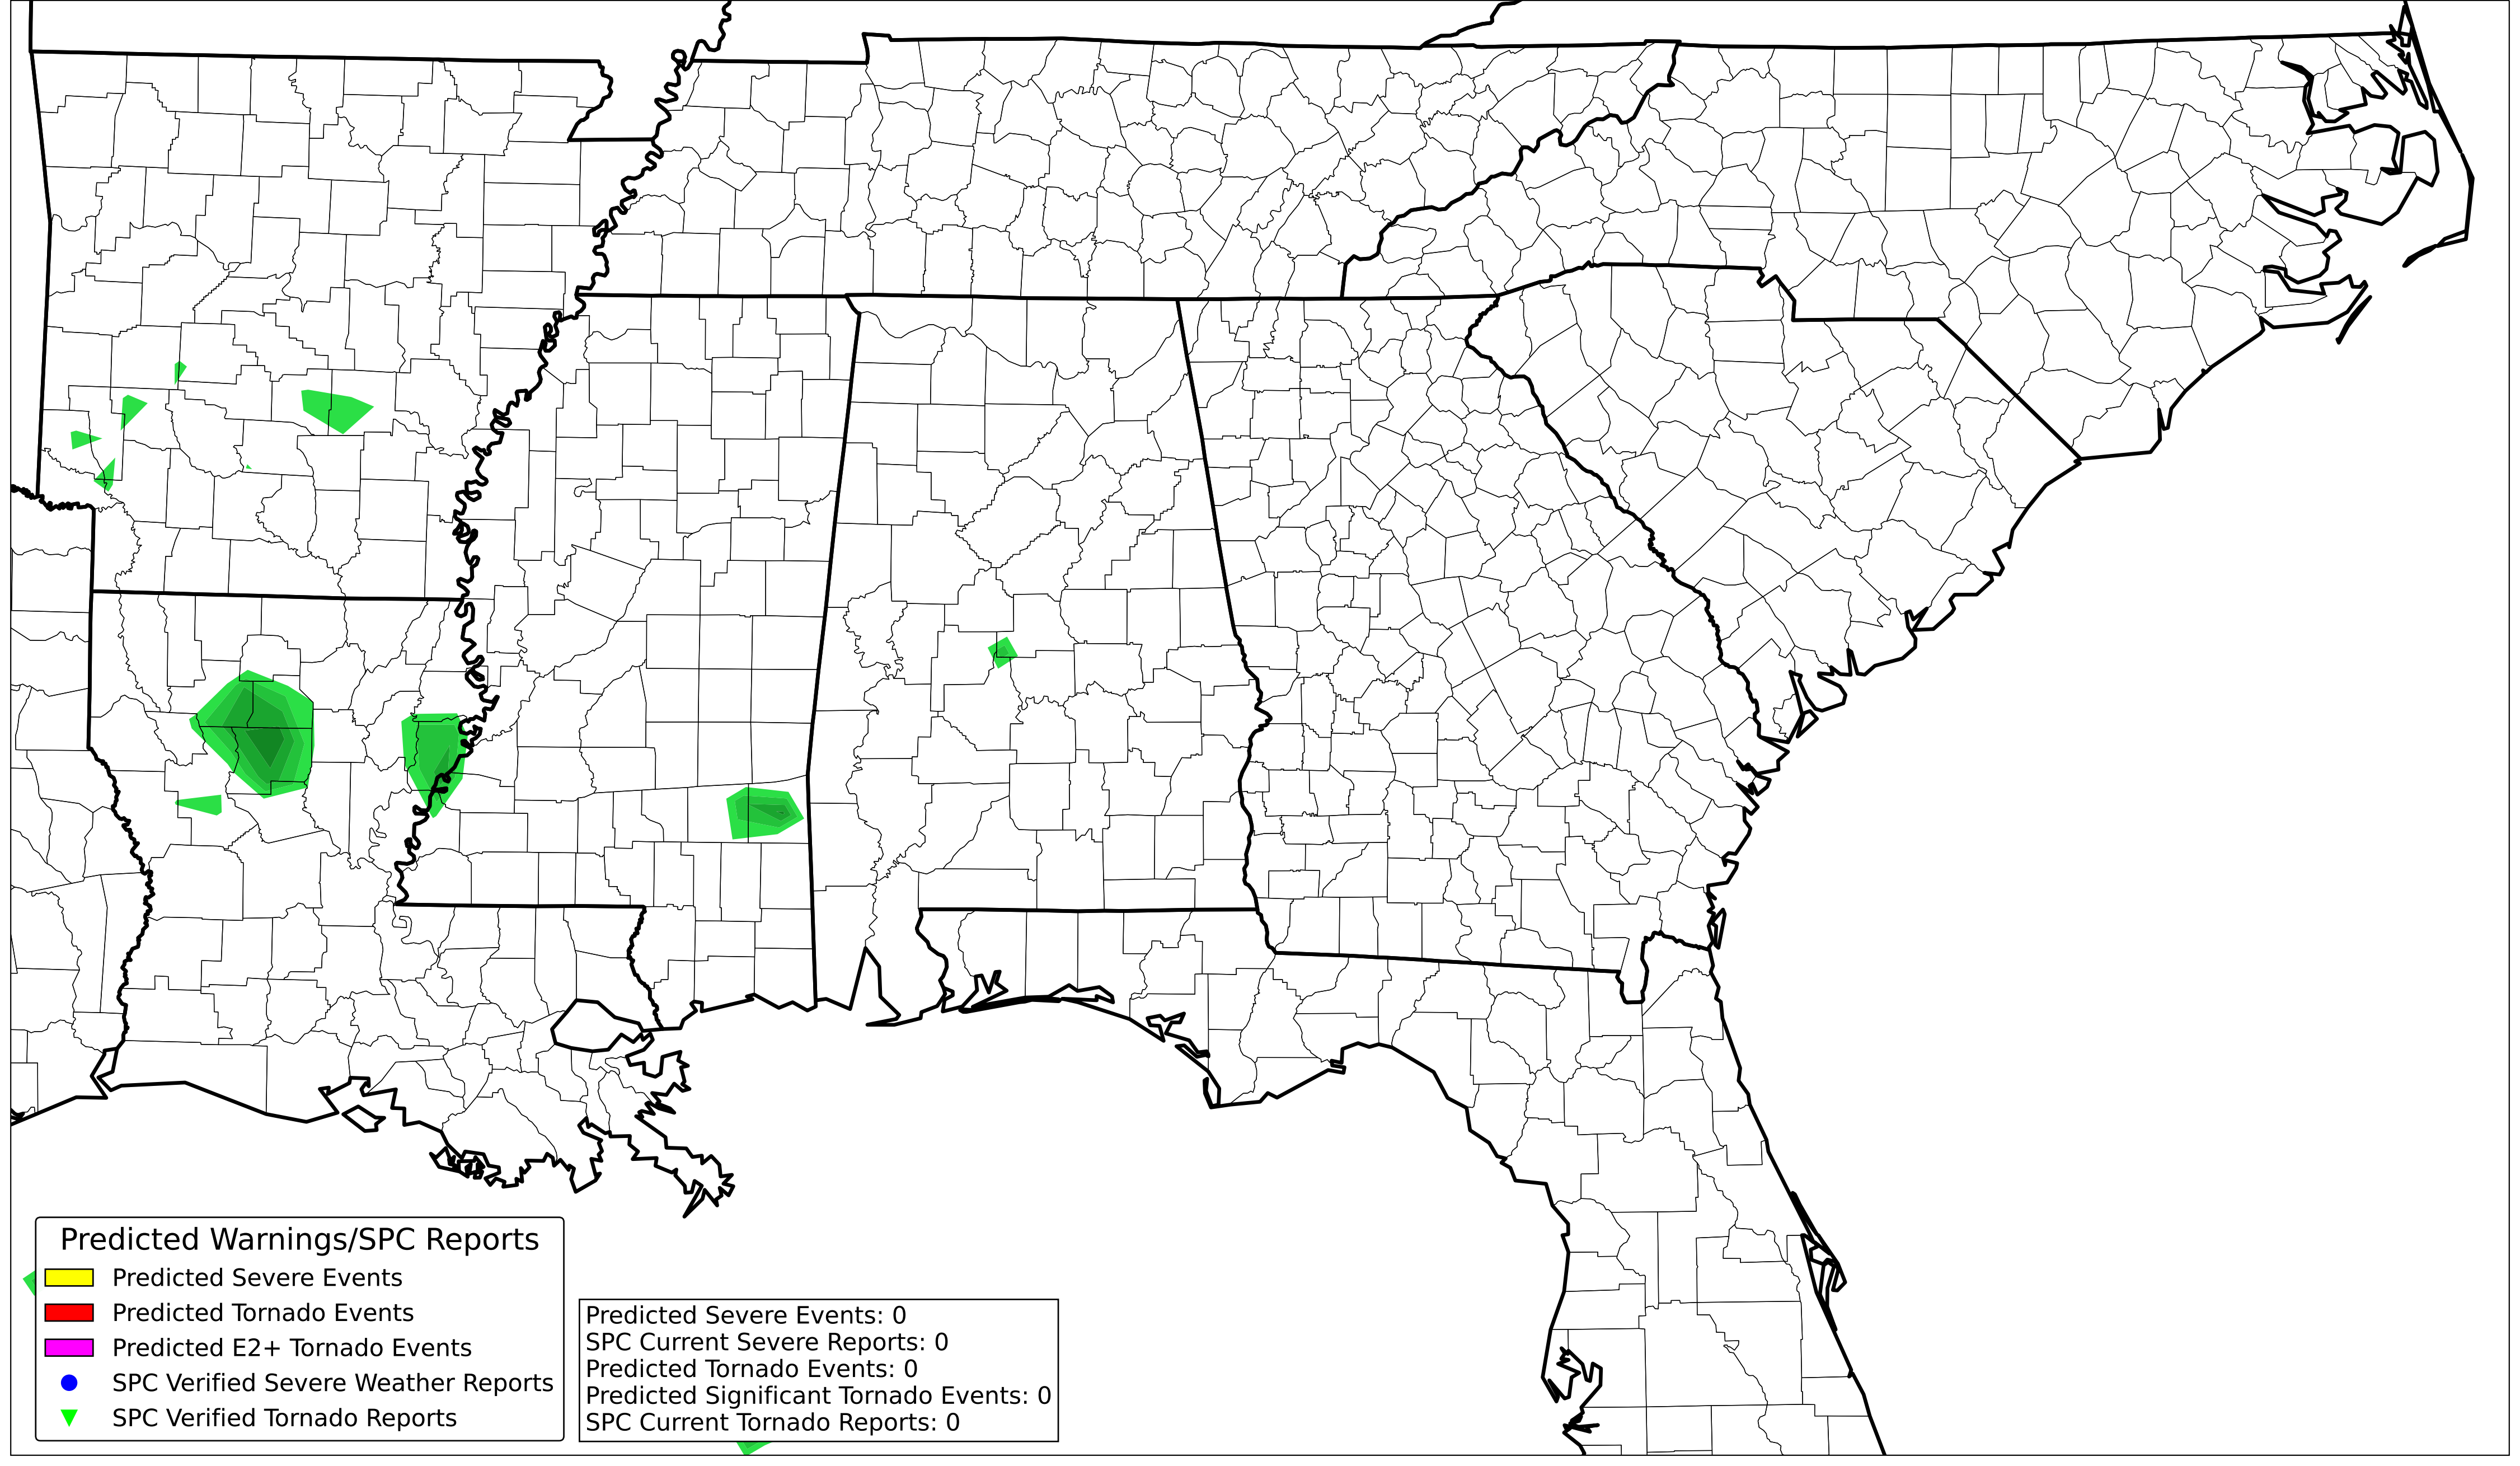 Predicted Warnings/SPC Reports
Predicted Severe Events
Predicted Tornado Events
Predicted E2+ Tornado Events
SPC Verified Severe Weather Reports
SPC Verified Tornado Reports
Predicted Severe Events: 0
SPC Current Severe Reports: 0
Predicted Tornado Events: 0
Predicted Significant Tornado Events: 0
SPC Current Tornado Reports: 0